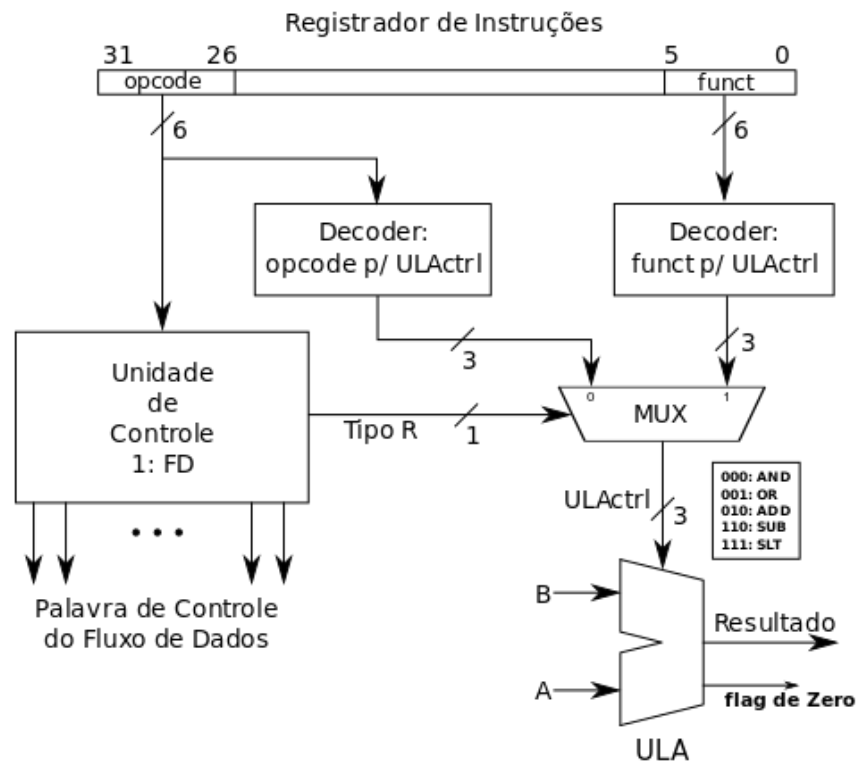 Registrador de Instruções
31 26 5 0
opcode funct
6 6
Decoder:
opcode p/ ULActrl
Decoder:
funct p/ ULActrl
3 3
Unidade
de
Controle
1: FD
Tipo R 1
0 1
MUX
ULActrl 3
000: AND
001: OR
010: ADD
110: SUB
111: SLT
• • •
Palavra de Controle
do Fluxo de Dados
B
A
Resultado
flag de Zero
ULA